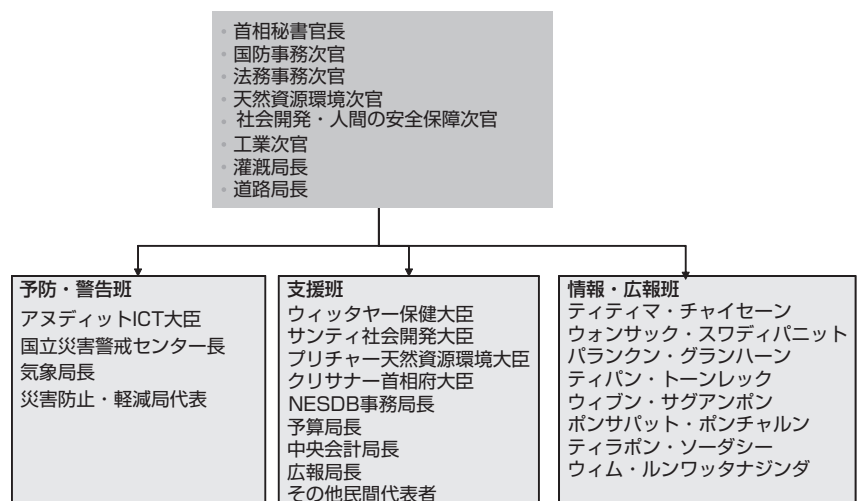 首相秘書官長
国防事務次官
法務事務次官
天然資源環境次官
社会開発・人間の安全保障次官
工業次官
灌漑局長
道路局長
予防・警告班
アヌディットICT大臣
国立災害警戒センター長
気象局長
災害防止・軽減局代表
支援班
ウィッタヤー保健大臣
サンティ社会開発大臣
プリチャー天然資源環境大臣
クリサナー首相府大臣
NESDB事務局長
予算局長
中央会計局長
広報局長
その他民間代表者
情報・広報班
ティティマ・チャイセーン
ウォンサック・スワディパニット
パランクン・グランハーン
ティパン・トーンレック
ウィブン・サグアンポン
ポンサパット・ポンチャルン
ティラポン・ソーダシー
ウィム・ルンワッタナジンダ